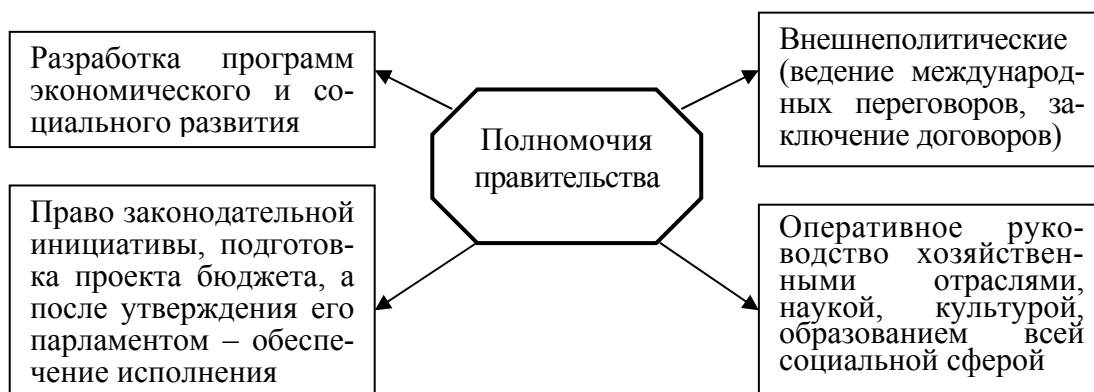 Разработка программ
экономического и со-
циального развития
Внешнеполитические
(ведение международ-
ных переговоров, за-
ключение договоров)
Полномочия
правительства
Право законодательной
инициативы, подготов-
ка проекта бюджета, а
после утверждения его
парламентом – обеспе-
чение исполнения
Оперативное руко-
водство хозяйствен-
ными отраслями,
наукой, культурой,
образованием всей
социальной сферой